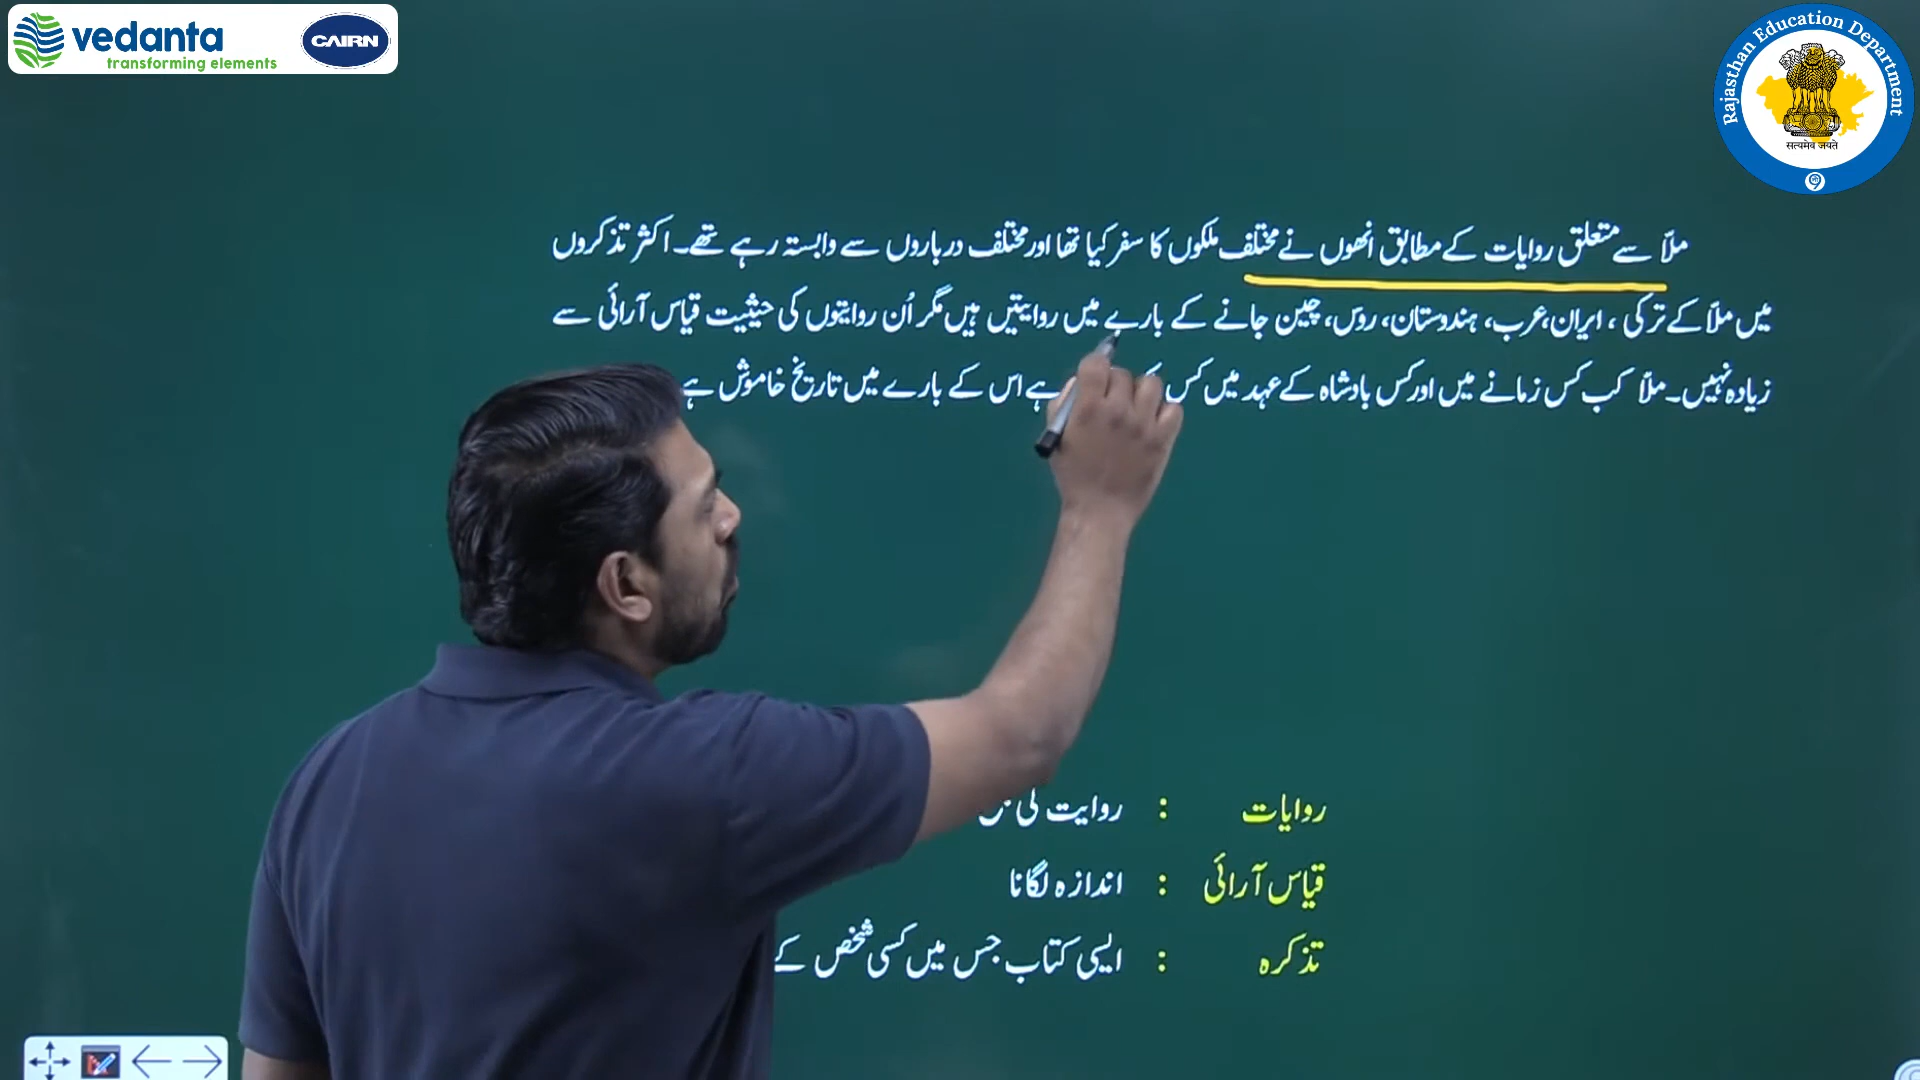 vedanta
transforming elements
CAIRN
Rajasthan Education Department
सत्यमेव जयते
ملاّ سے متعلق روایات کے مطابق انھوں نے مختلف ملکوں کا سفر کیا تھا اور مختلف درباروں سے وابستہ رہے تھے۔ اکثر تذکروں
میں ملاّ کے ترکی ، ایران،عرب، ہندوستان، روس، چین جانے کے بارے میں روایتیں ہیں مگر اُن روایتوں کی حیثیت قیاس آرائی سے
زیادہ نہیں۔ ملاّ کب کس زمانے میں اور کس بادشاہ کے عہد میں کس ہے اس کے بارے میں تاریخ خاموش ہے
روایات : روایت کی
قیاس آرائی : اندازہ لگانا
تذکرہ : ایسی کتاب جس میں کسی شخص کے